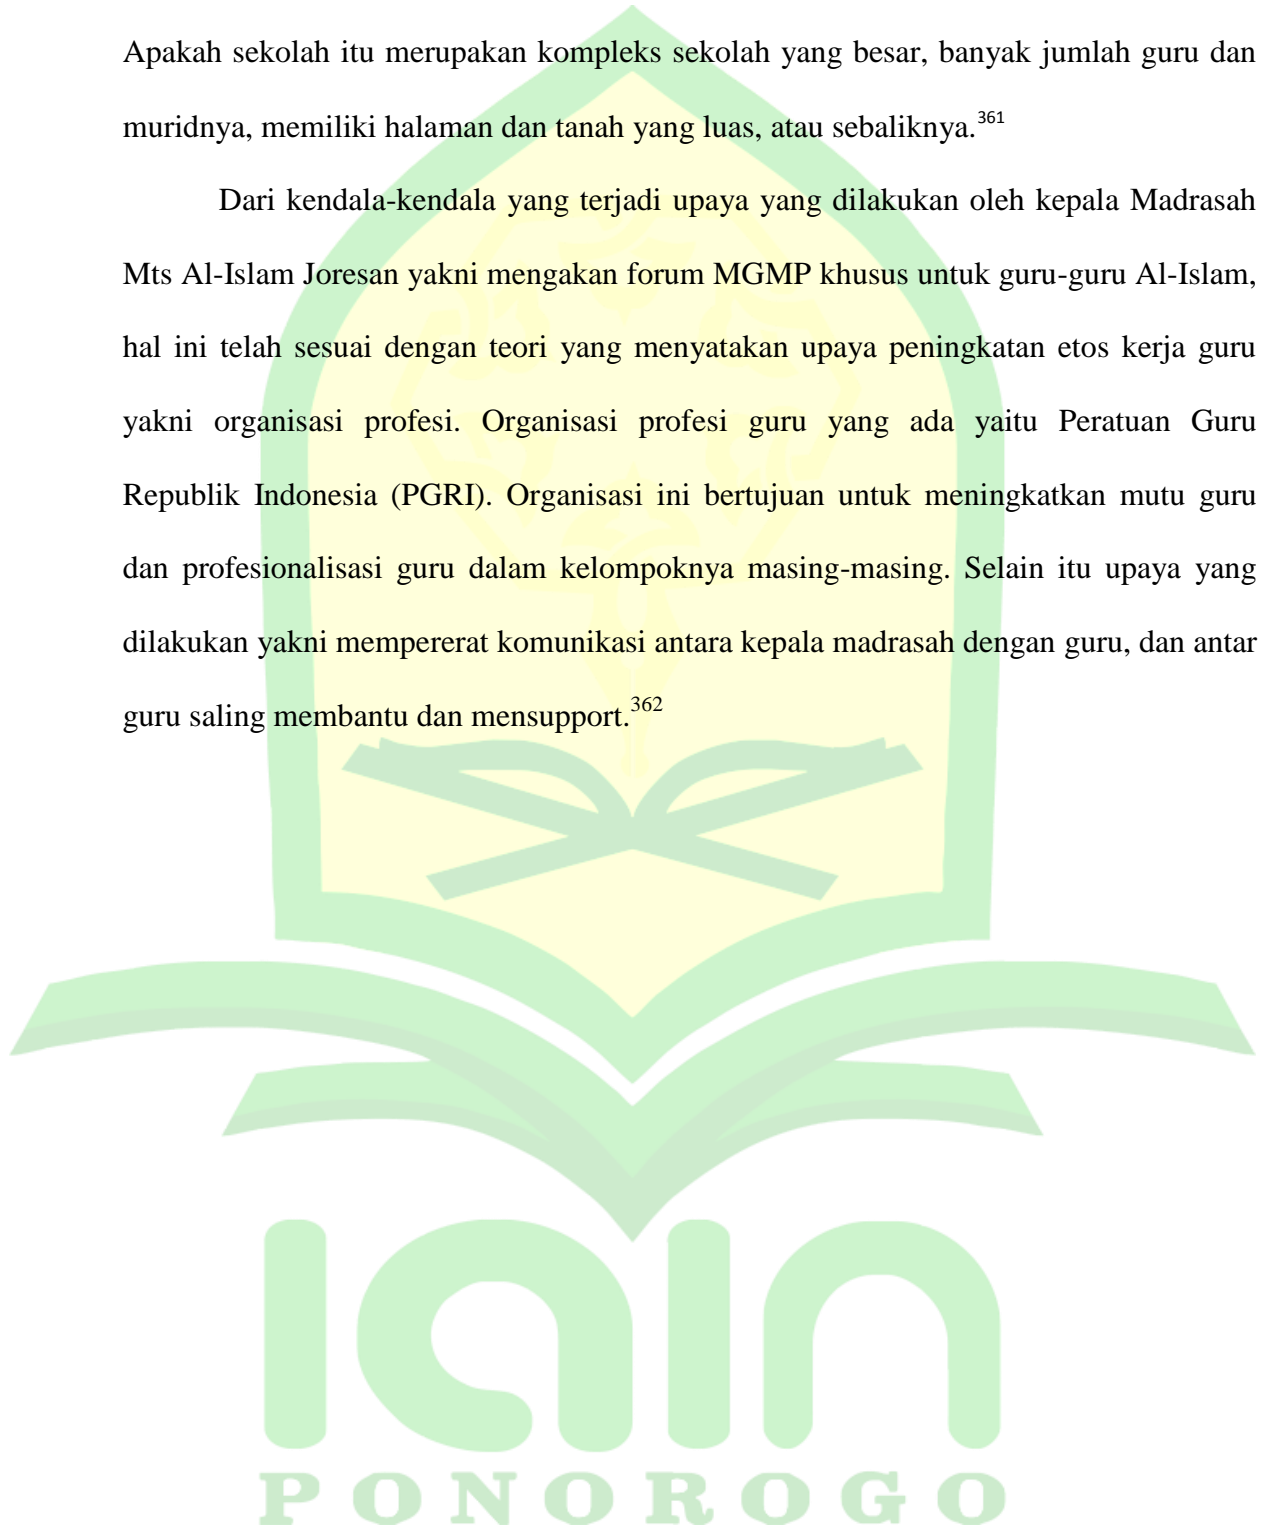 Apakah sekolah itu merupakan kompleks sekolah yang besar, banyak jumlah guru dan
muridnya, memiliki halaman dan tanah yang luas, atau sebaliknya.361
Dari kendala-kendala yang terjadi upaya yang dilakukan oleh kepala Madrasah
Mts Al-Islam Joresan yakni mengakan forum MGMP khusus untuk guru-guru Al-Islam,
hal ini telah sesuai dengan teori yang menyatakan upaya peningkatan etos kerja guru
yakni organisasi profesi. Organisasi profesi guru yang ada yaitu Peratuan Guru
Republik Indonesia (PGRI). Organisasi ini bertujuan untuk meningkatkan mutu guru
dan profesionalisasi guru dalam kelompoknya masing-masing. Selain itu upaya yang
dilakukan yakni mempererat komunikasi antara kepala madrasah dengan guru, dan antar
guru saling membantu dan mensupport.362
iain
PONOROGO